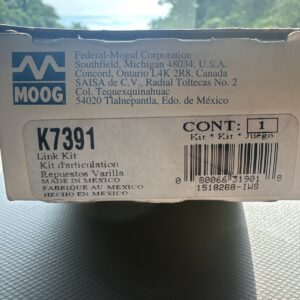 MOOG
Federal-Mogul Corporation
Southfield, Michigan 48034, U.S.A.
Concord, Ontario L4K 2R8, Canada
SAISA de C.V., Radial Toltecas No. 2
Col. Tequexquinahuac
54020 Tlalnepantla, Edo. de México
K7391
Link Kit
Kit d'articulation
Repuestos Varilla
MADE IN MEXICO
FABRIQUE AU MEXIQUE
HECHO EN MEXICO
CONT: 1
Kit * Kit * Juego
0 80066 31901 8
1518268-IWS